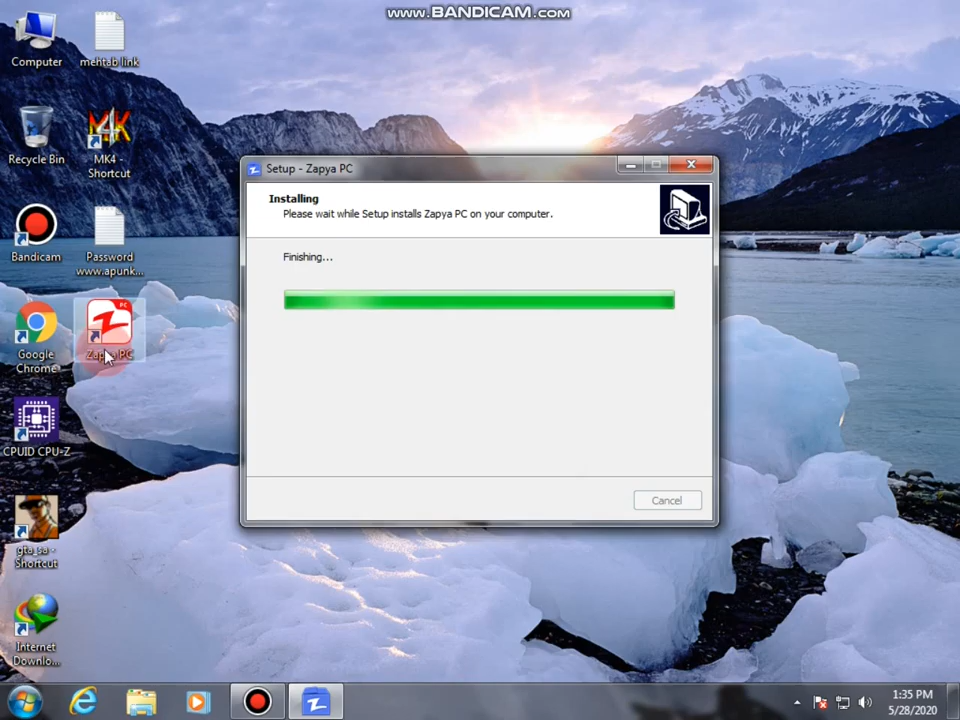 www.BANDICAM.com
Computer
mehtab link
Recycle Bin
MK4 -
Shortcut
Bandicam
Password
www.apunk...
Google
Chrome
PC
Zapya PC
CPUID CPU-Z
gta_sa -
Shortcut
Internet
Downlo...
Setup - Zapya PC
Installing
Please wait while Setup installs Zapya PC on your computer.
Finishing...
Cancel
1:35 PM
5/28/2020